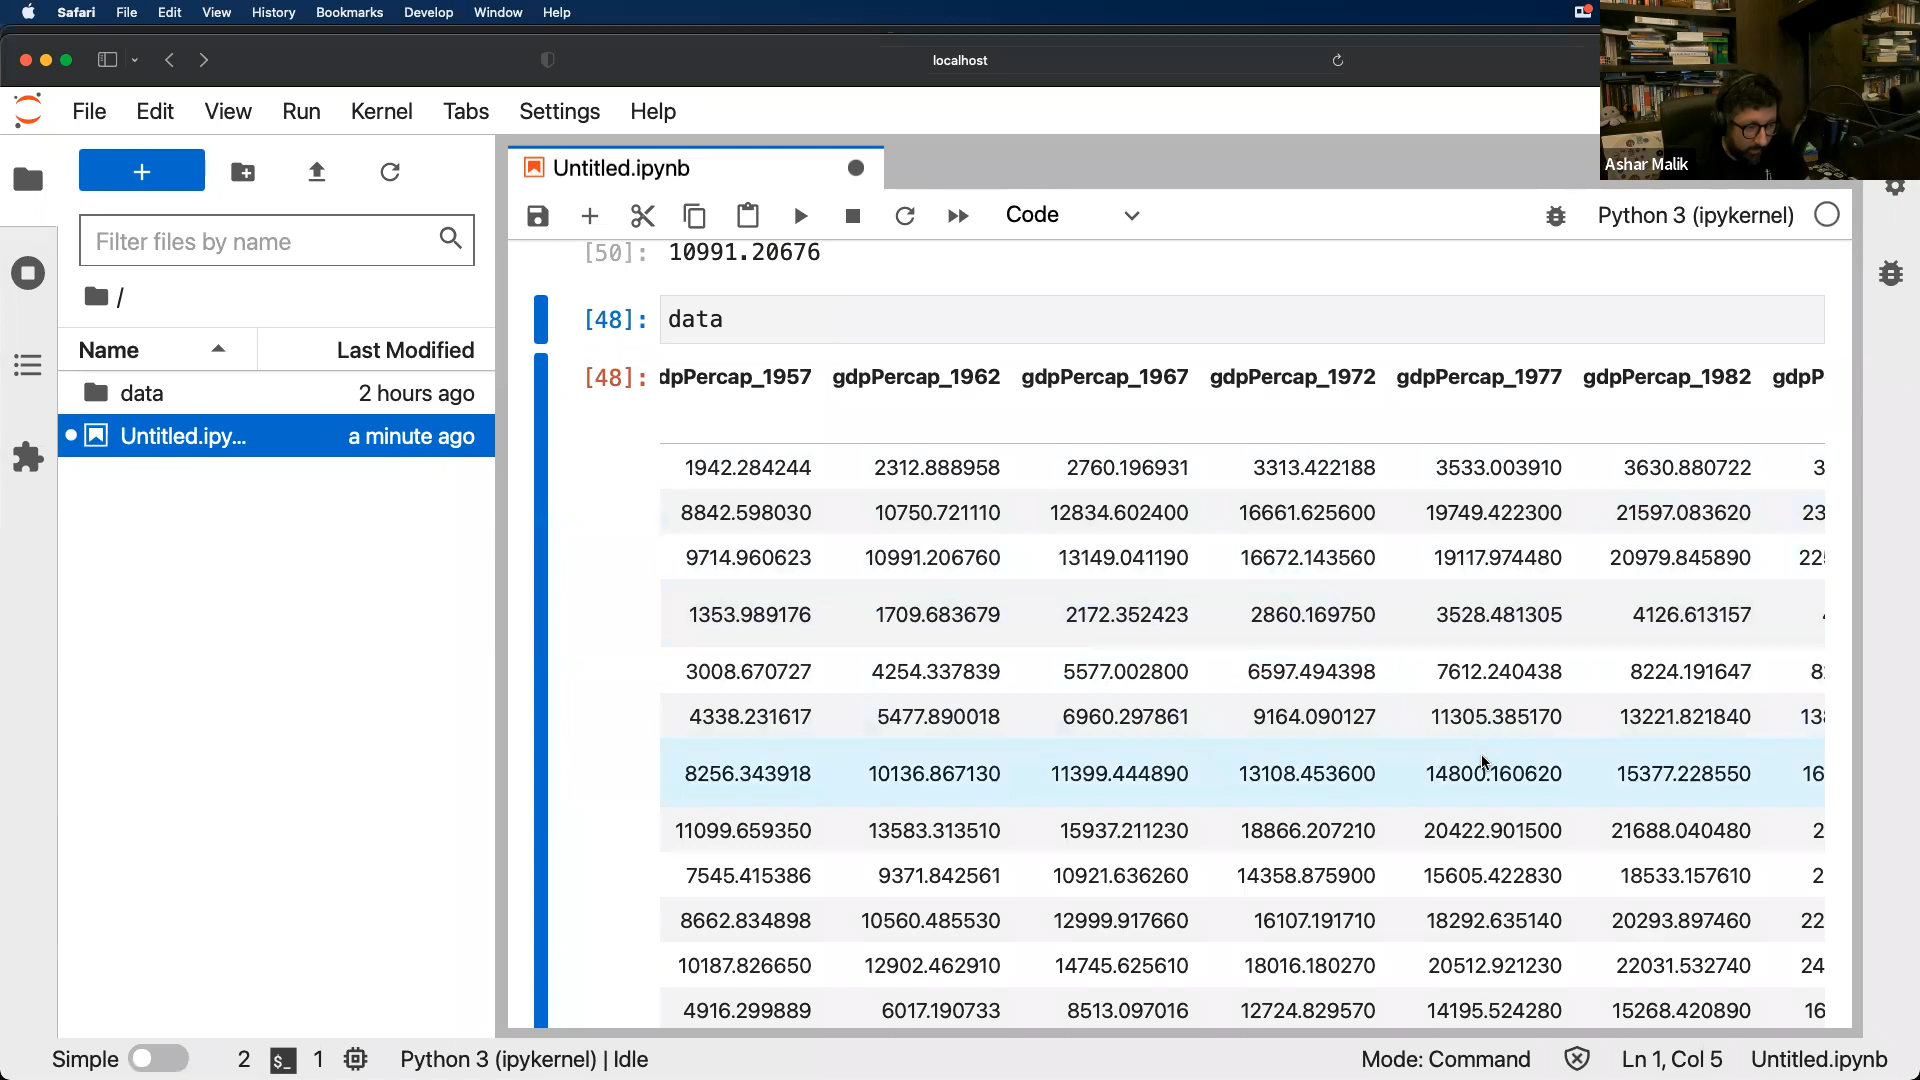 Safari File Edit View History Bookmarks Develop Window Help
localhost
Ashar Malik
File Edit View Run Kernel Tabs Settings Help
+
Untitled.ipynb
Filter files by name
Code
Python 3 (ipykernel)
/
Name Last Modified
data 2 hours ago
Untitled.ipy... a minute ago
[50]: 10991.20676
[48]: data
[48]: dpPercap_1957 gdpPercap_1962 gdpPercap_1967 gdpPercap_1972 gdpPercap_1977 gdpPercap_1982 gdpP
1942.284244 2312.888958 2760.196931 3313.422188 3533.003910 3630.880722 3
8842.598030 10750.721110 12834.602400 16661.625600 19749.422300 21597.083620 23
9714.960623 10991.206760 13149.041190 16672.143560 19117.974480 20979.845890 225
1353.989176 1709.683679 2172.352423 2860.169750 3528.481305 4126.613157
3008.670727 4254.337839 5577.002800 6597.494398 7612.240438 8224.191647 8
4338.231617 5477.890018 6960.297861 9164.090127 11305.385170 13221.821840 13
8256.343918 10136.867130 11399.444890 13108.453600 14800.160620 15377.228550 16
11099.659350 13583.313510 15937.211230 18866.207210 20422.901500 21688.040480 2
7545.415386 9371.842561 10921.636260 14358.875900 15605.422830 18533.157610 2
8662.834898 10560.485530 12999.917660 16107.191710 18292.635140 20293.897460 22
10187.826650 12902.462910 14745.625610 18016.180270 20512.921230 22031.532740 24
4916.299889 6017.190733 8513.097016 12724.829570 14195.524280 15268.420890 16
Simple 2 $_ 1 Python 3 (ipykernel) | Idle Mode: Command Ln 1, Col 5 Untitled.ipynb